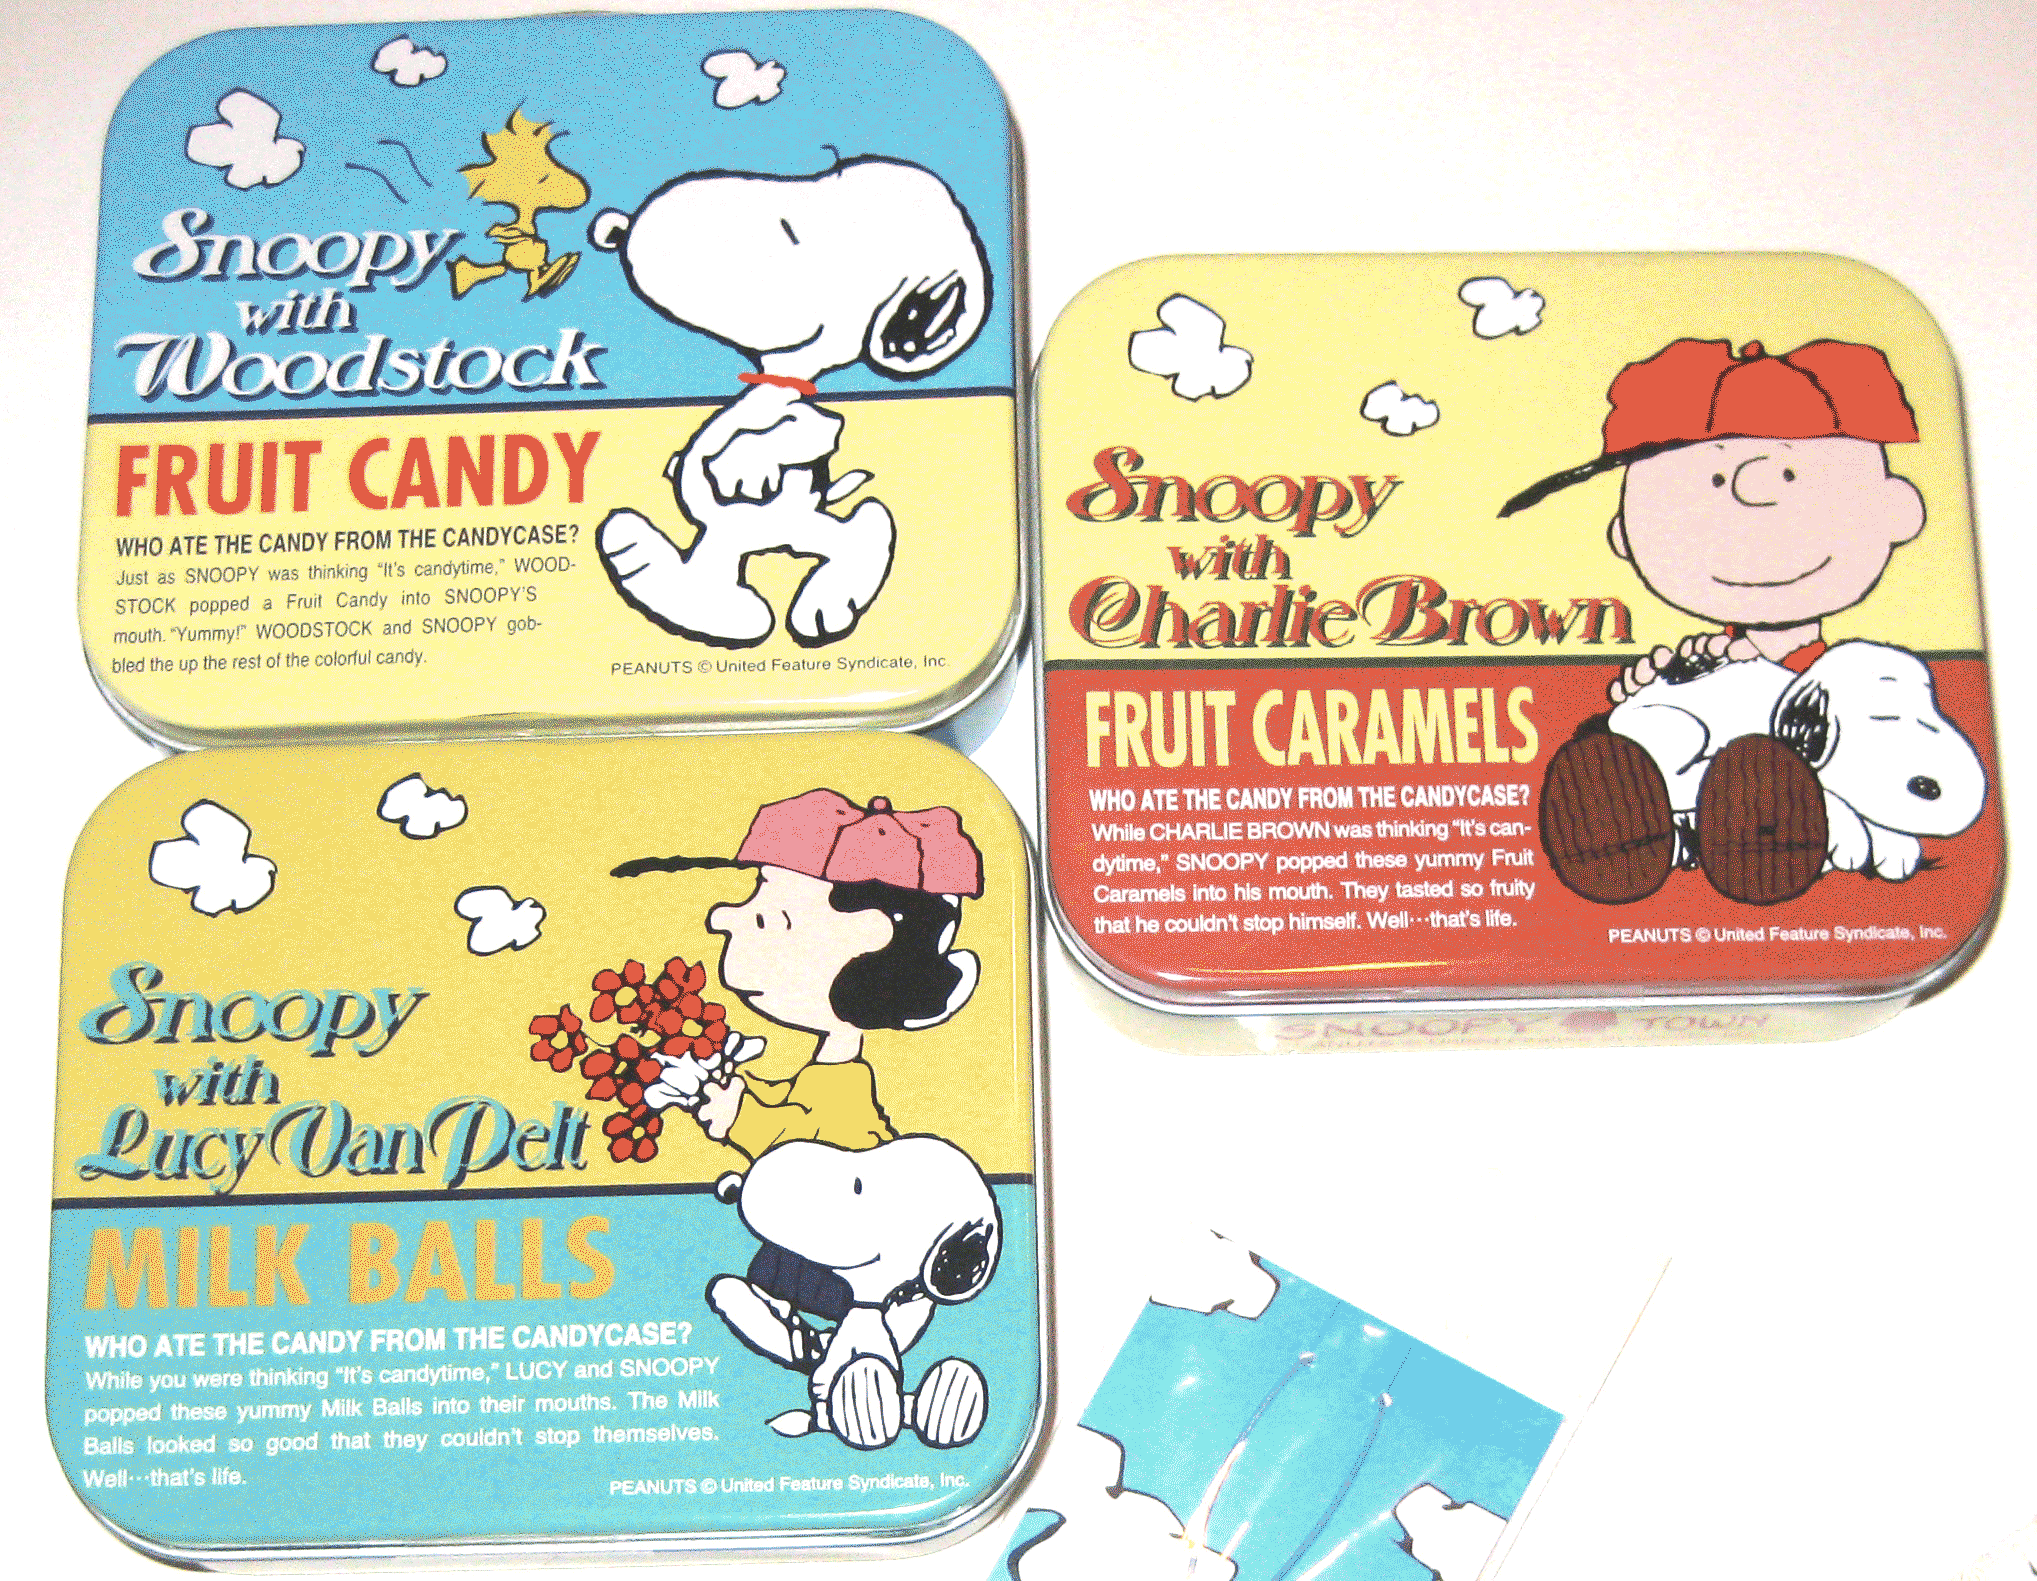 Snoopy
with
Woodstock
FRUIT CANDY
WHO ATE THE CANDY FROM THE CANDYCASE?
Just as SNOOPY was thinking "It's candytime," WOOD-
STOCK popped a Fruit Candy into SNOOPY'S
mouth. "Yummy!" WOODSTOCK and SNOOPY gob-
bled the up the rest of the colorful candy.
PEANUTS © United Feature Syndicate, Inc.
Snoopy
with
Charlie Brown
FRUIT CARAMELS
WHO ATE THE CANDY FROM THE CANDYCASE?
While CHARLIE BROWN was thinking "It's can-
dytime," SNOOPY popped these yummy Fruit
Caramels into his mouth. They tasted so fruity
that he couldn't stop himself. Well···that's life.
PEANUTS © United Feature Syndicate, Inc.
SNOOPY TOWN
Snoopy
with
Lucy Van Pelt
MILK BALLS
WHO ATE THE CANDY FROM THE CANDYCASE?
While you were thinking "It's candytime," LUCY and SNOOPY
popped these yummy Milk Balls into their mouths. The Milk
Balls looked so good that they couldn't stop themselves.
Well···that's life.
PEANUTS © United Feature Syndicate, Inc.